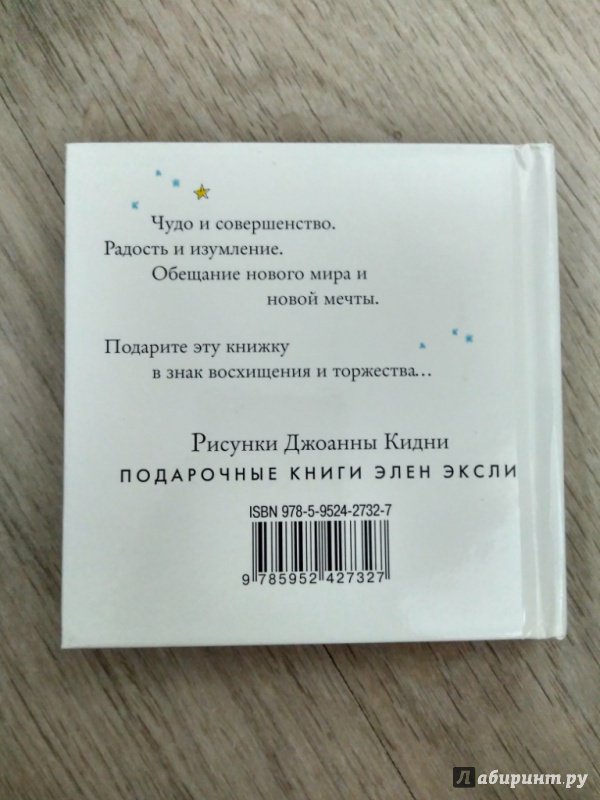 Чудо и совершенство.
Радость и изумление.
Обещание нового мира и
новой мечты.
Подарите эту книжку
в знак восхищения и торжества...
Рисунки Джоанны Кидни
ПОДАРОЧНЫЕ КНИГИ ЭЛЕН ЭКСЛИ
ISBN 978-5-9524-2732-7
9 785952 427327
Лабиринт.ру